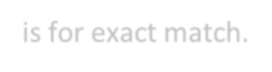 is for exact match.